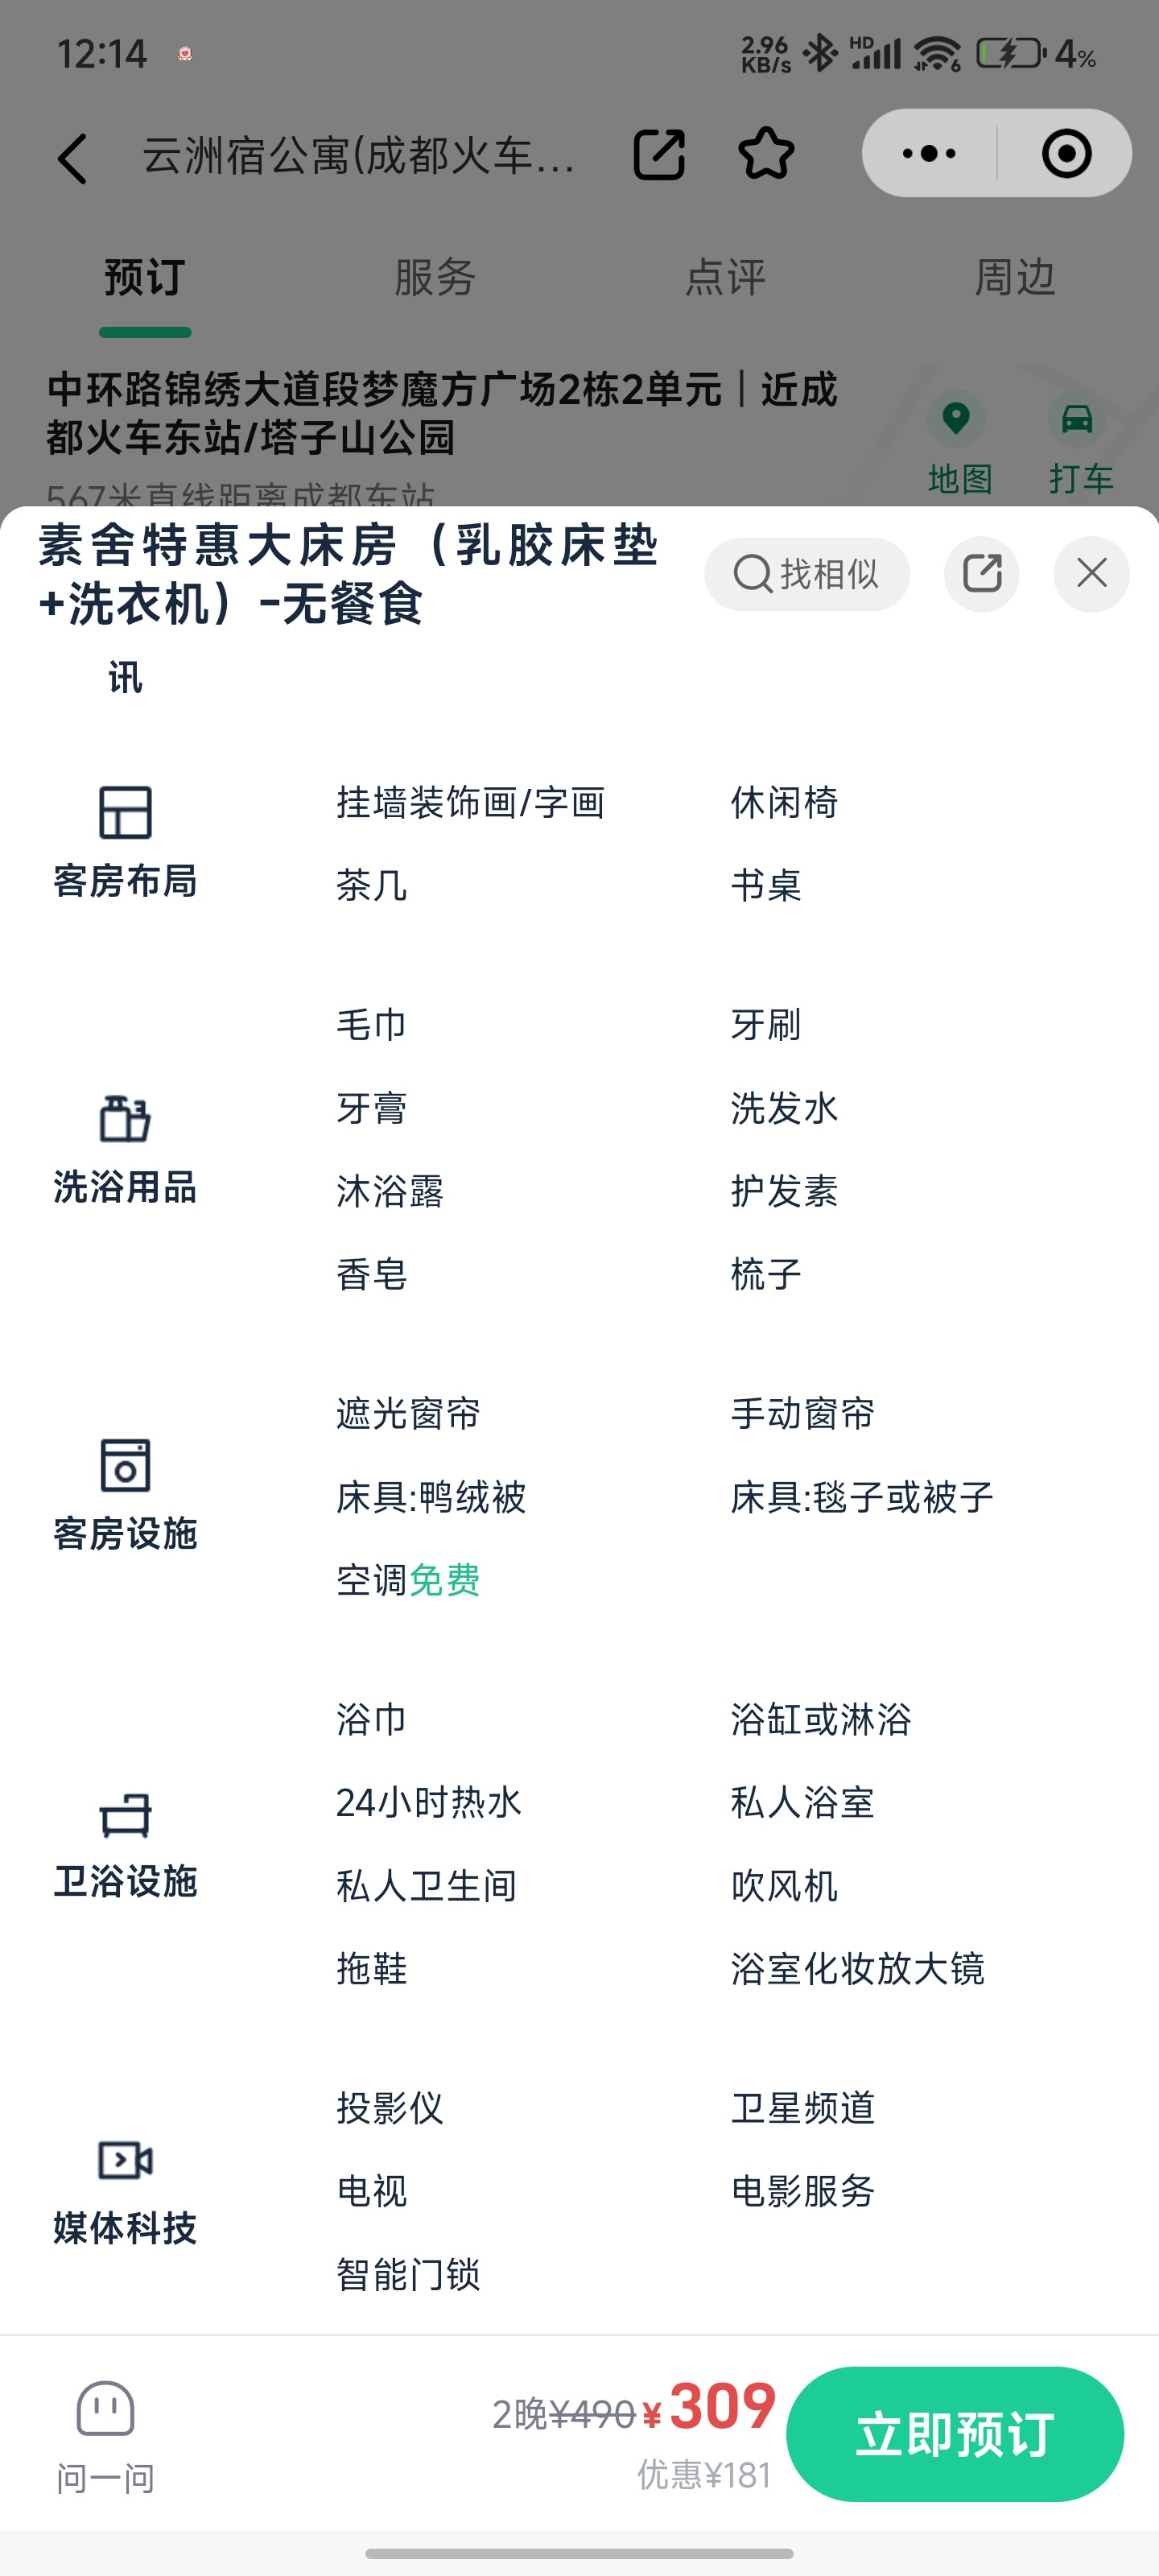 12:14
2.96
KB/s
HD
6
4%
云洲宿公寓(成都火车...
预订 服务 点评 周边
中环路锦绣大道段梦魔方广场2栋2单元｜近成
都火车东站/塔子山公园
567米直线距离成都东站
地图 打车
素舍特惠大床房（乳胶床垫
+洗衣机）-无餐食
找相似
讯
客房布局
挂墙装饰画/字画 休闲椅
茶几 书桌
洗浴用品
毛巾 牙刷
牙膏 洗发水
沐浴露 护发素
香皂 梳子
客房设施
遮光窗帘 手动窗帘
床具:鸭绒被 床具:毯子或被子
空调免费
卫浴设施
浴巾 浴缸或淋浴
24小时热水 私人浴室
私人卫生间 吹风机
拖鞋 浴室化妆放大镜
媒体科技
投影仪 卫星频道
电视 电影服务
智能门锁
问一问
2晚¥490¥309
优惠¥181
立即预订